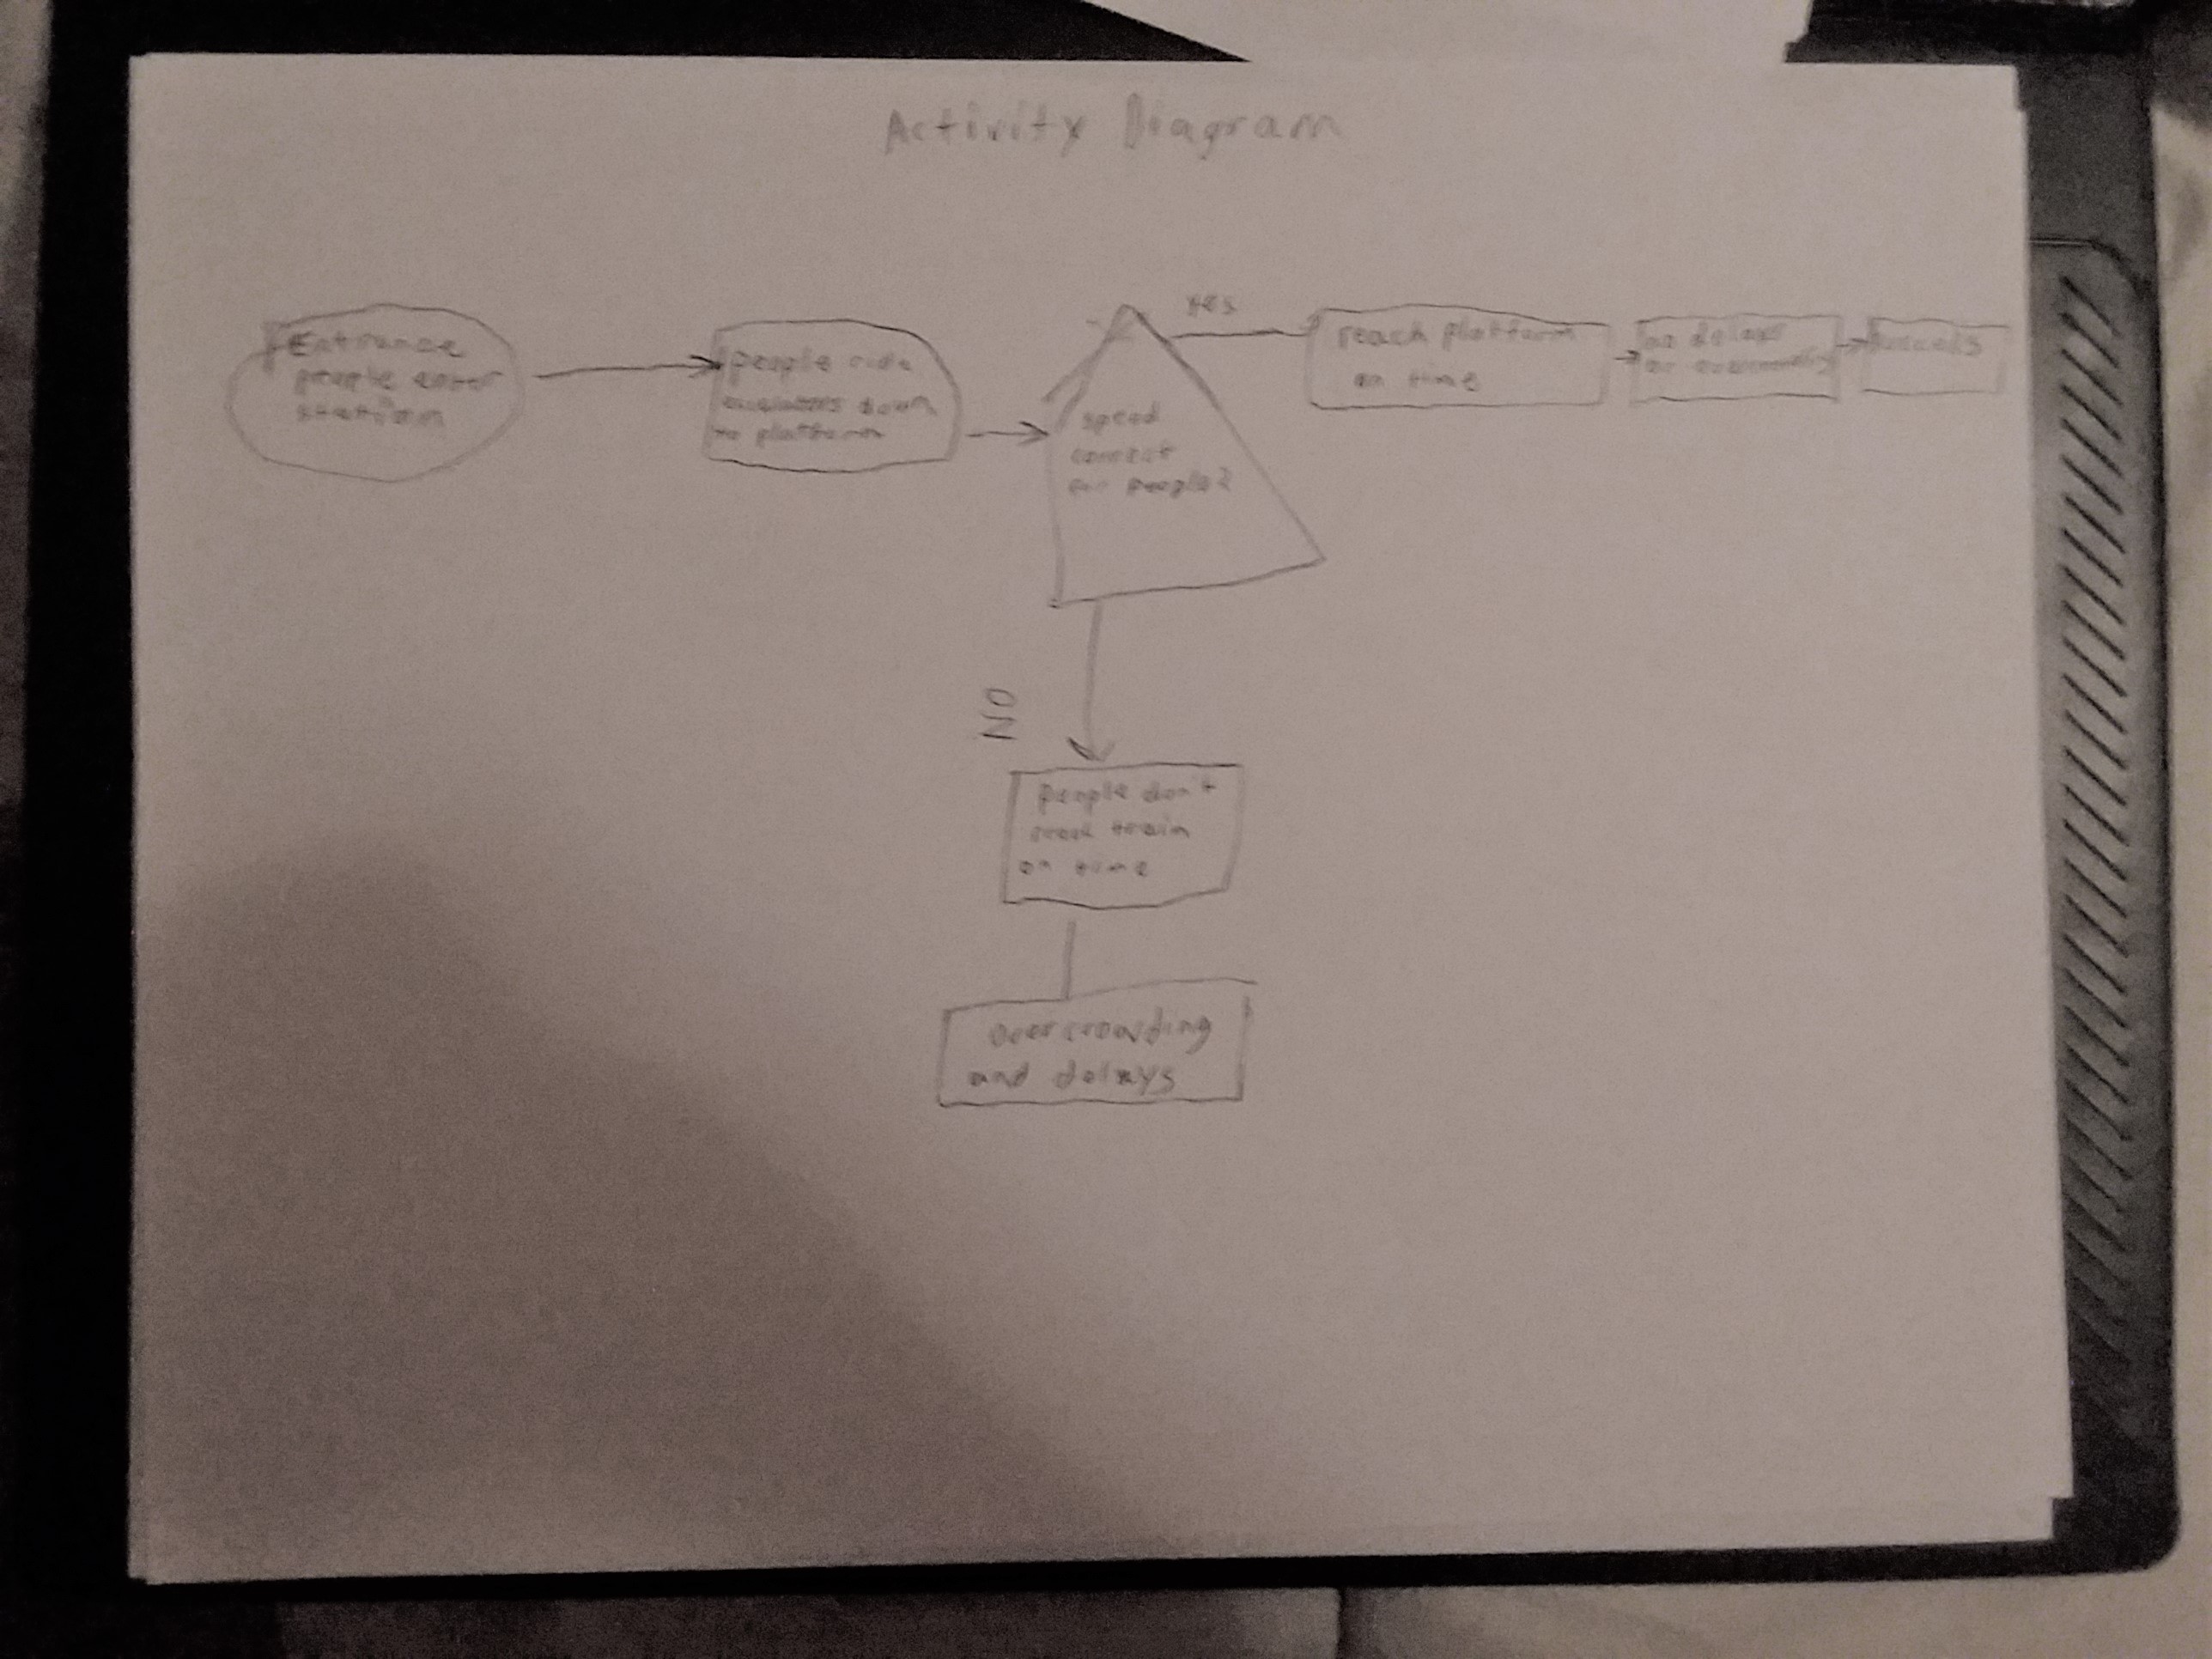 Activity Diagram
Entrance
people enter
station
people ride
escalators down
to platform
speed
correct
for people?
yes
reach platform
on time
no delays
or overcrowding
NO
people don't
reach train
on time
overcrowding
and delays